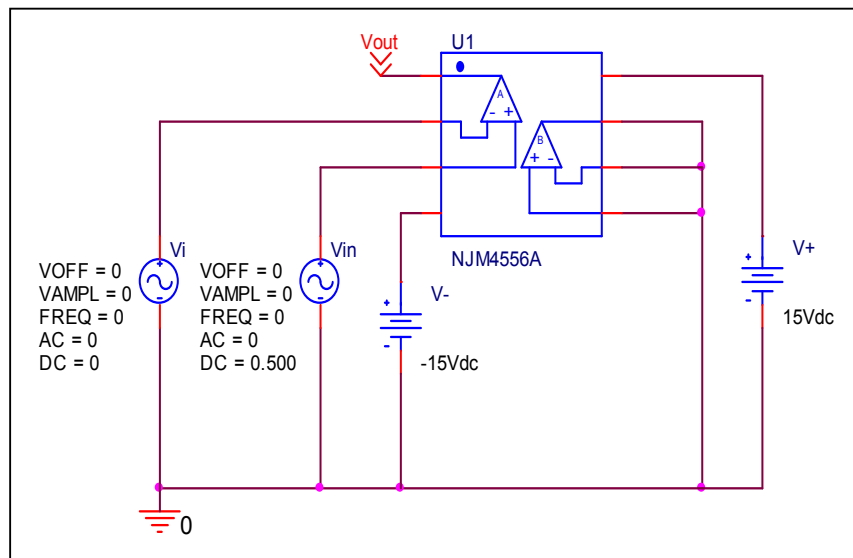 Vout
U1
A
- +
B
+ -
NJM4556A
Vi
VOFF = 0
VAMPL = 0
FREQ = 0
AC = 0
DC = 0
Vin
VOFF = 0
VAMPL = 0
FREQ = 0
AC = 0
DC = 0.500
V-
-15Vdc
V+
15Vdc
0